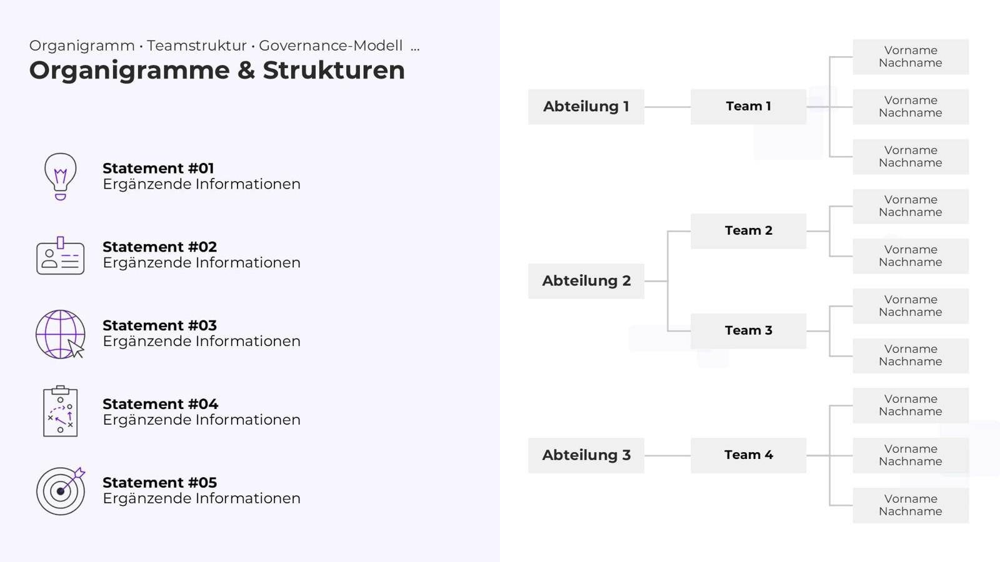 Organigramm • Teamstruktur • Governance-Modell ...
Organigramme & Strukturen
Statement #01
Ergänzende Informationen
Statement #02
Ergänzende Informationen
Statement #03
Ergänzende Informationen
Statement #04
Ergänzende Informationen
Statement #05
Ergänzende Informationen
Abteilung 1
Team 1
Vorname
Nachname
Vorname
Nachname
Vorname
Nachname
Abteilung 2
Team 2
Vorname
Nachname
Vorname
Nachname
Team 3
Vorname
Nachname
Vorname
Nachname
Abteilung 3
Team 4
Vorname
Nachname
Vorname
Nachname
Vorname
Nachname